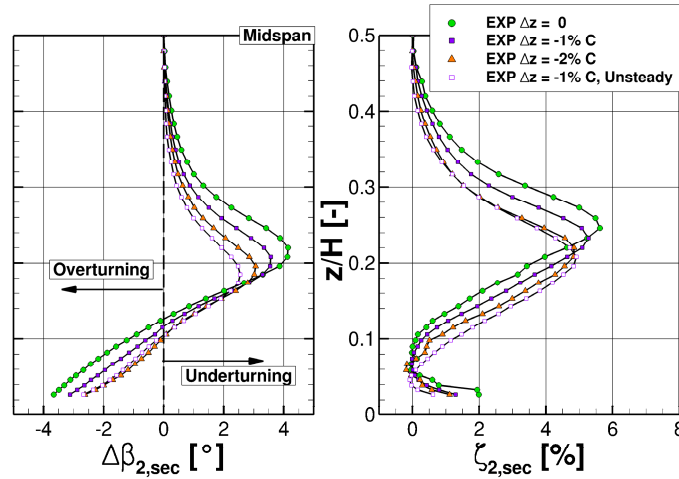 Midspan
EXP Δz = 0
EXP Δz = -1% C
EXP Δz = -2% C
EXP Δz = -1% C, Unsteady
Overturning
Underturning
-4 -2 0 2 4
Δβ2,sec [°]
z/H [-]
0.5
0.4
0.3
0.2
0.1
0
0 2 4 6 8
ζ2,sec [%]